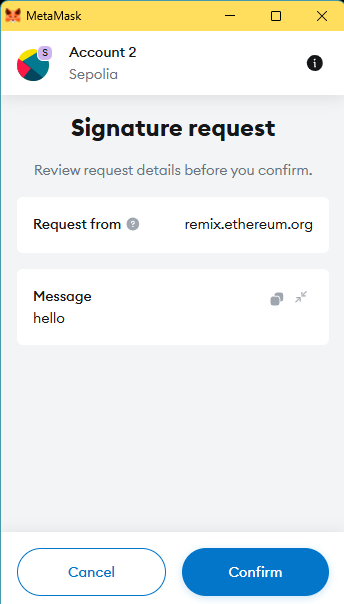 MetaMask
S
Account 2
Sepolia
Signature request
Review request details before you confirm.
Request from remix.ethereum.org
Message
hello
Cancel Confirm